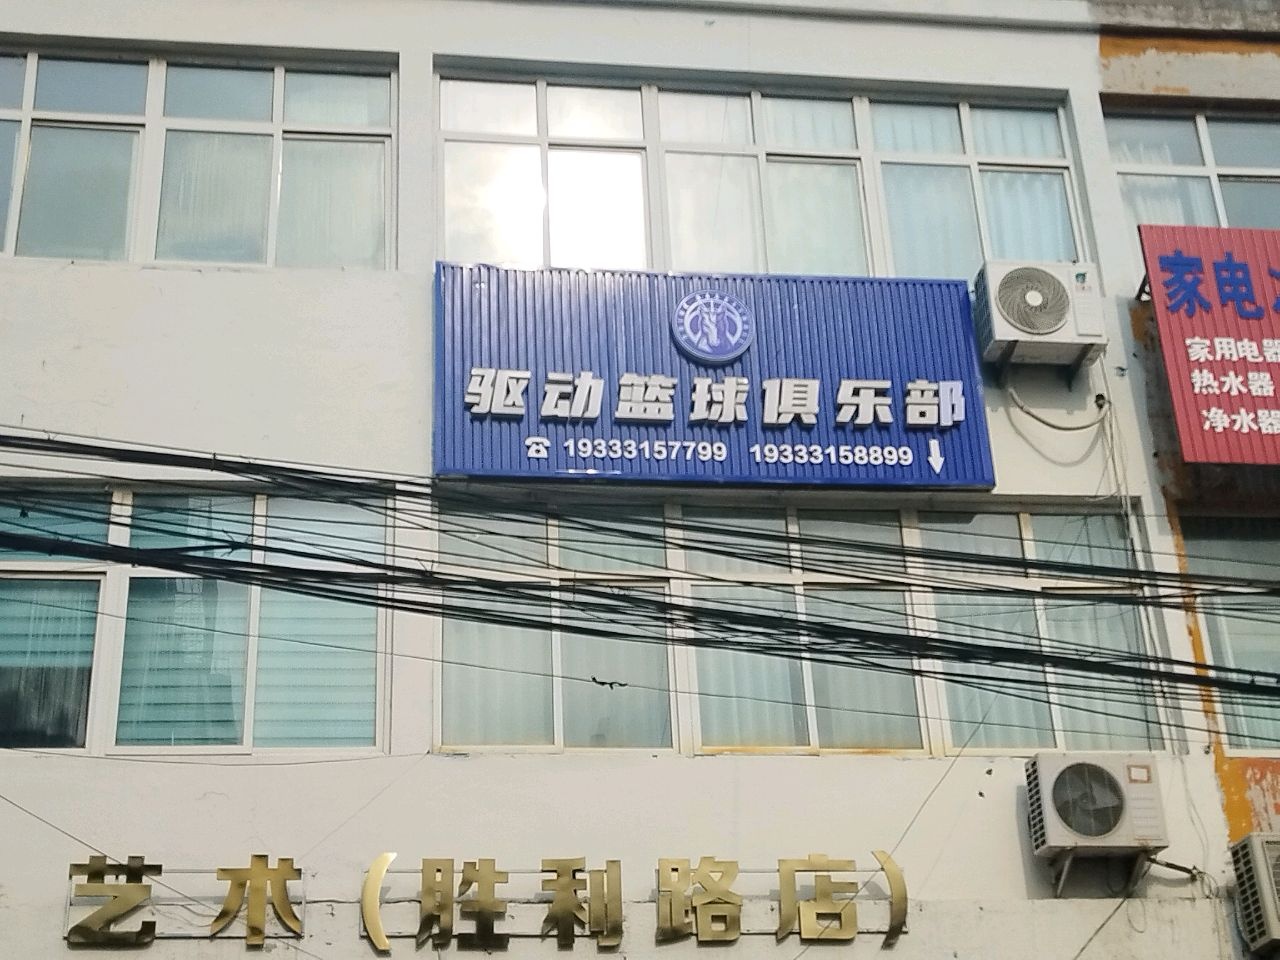 驱动篮球俱乐部
☎ 19333157799 19333158899 ↓
家电
家用电器
热水器
净水器
艺术（胜利路店）